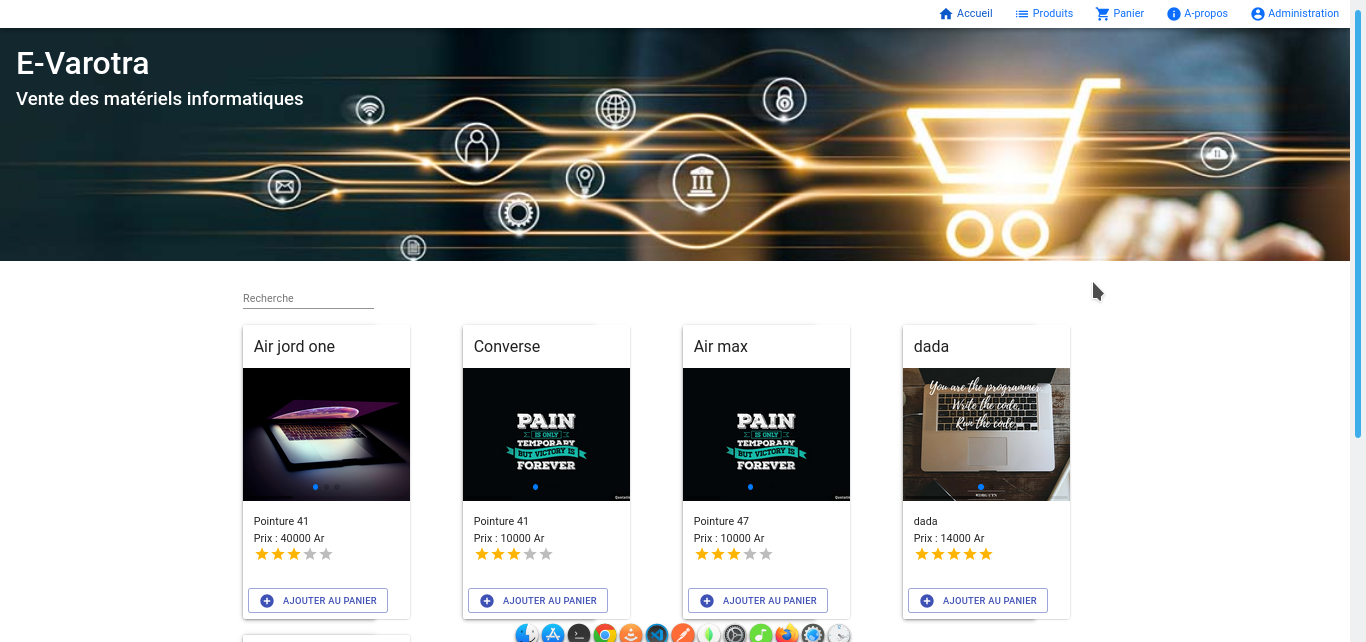 Accueil Produits Panier A-propos Administration
E-Varotra
Vente des matériels informatiques
Recherche
Air jord one
Pointure 41
Prix : 40000 Ar
AJOUTER AU PANIER
Converse
PAIN
IS ONLY
TEMPORARY
BUT VICTORY IS
FOREVER
Pointure 41
Prix : 10000 Ar
AJOUTER AU PANIER
Air max
PAIN
IS ONLY
TEMPORARY
BUT VICTORY IS
FOREVER
Pointure 47
Prix : 10000 Ar
AJOUTER AU PANIER
dada
You are the programmer.
Write the code,
Run the code.
dada
Prix : 14000 Ar
AJOUTER AU PANIER